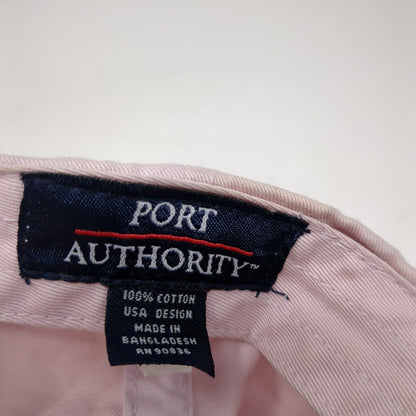 PORT
AUTHORITY™
100% COTTON
USA DESIGN
MADE IN
BANGLADESH
RN 90836